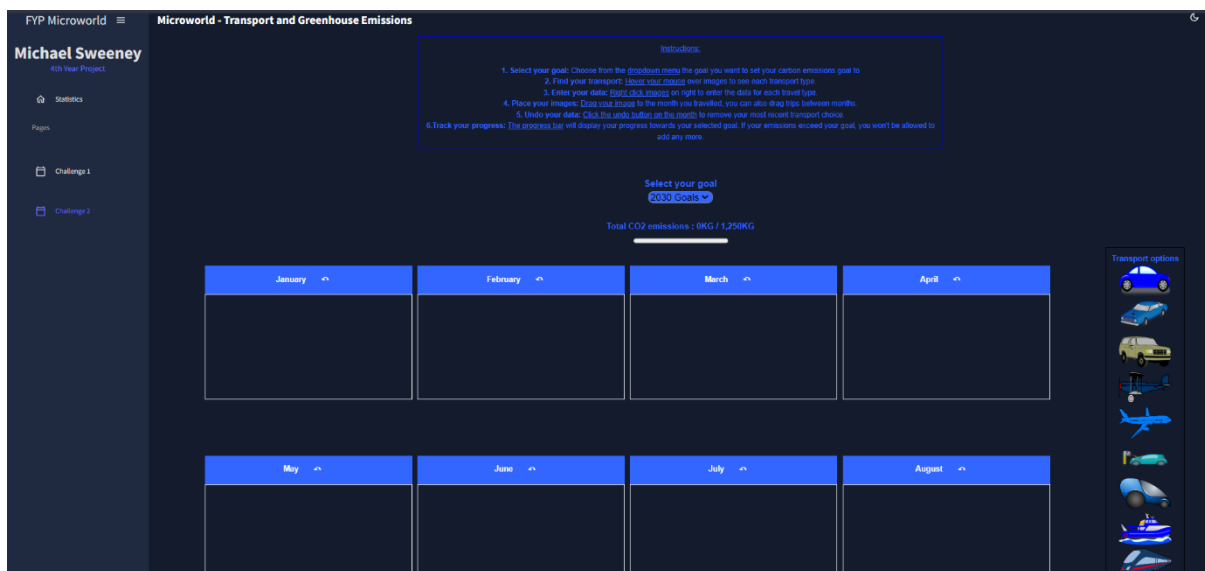 FYP Microworld
Microworld - Transport and Greenhouse Emissions
Michael Sweeney
4th Year Project
Statistics
Pages
Challenge 1
Challenge 2
Instructions:
1. Select your goal: Choose from the dropdown menu the goal you want to set your carbon emissions goal to
2. Find your transport: Hover your mouse over images to see each transport type.
3. Enter your data: Right click images on right to enter the data for each travel type.
4. Place your images: Drag your image to the month you travelled, you can also drag trips between months.
5. Undo your data: Click the undo button on the month to remove your most recent transport choice.
6.Track your progress: The progress bar will display your progress towards your selected goal. If your emissions exceed your goal, you won't be allowed to
add any more.
Select your goal
2030 Goals
Total CO2 emissions : 0KG / 1,250KG
Transport options
January
February
March
April
May
June
July
August